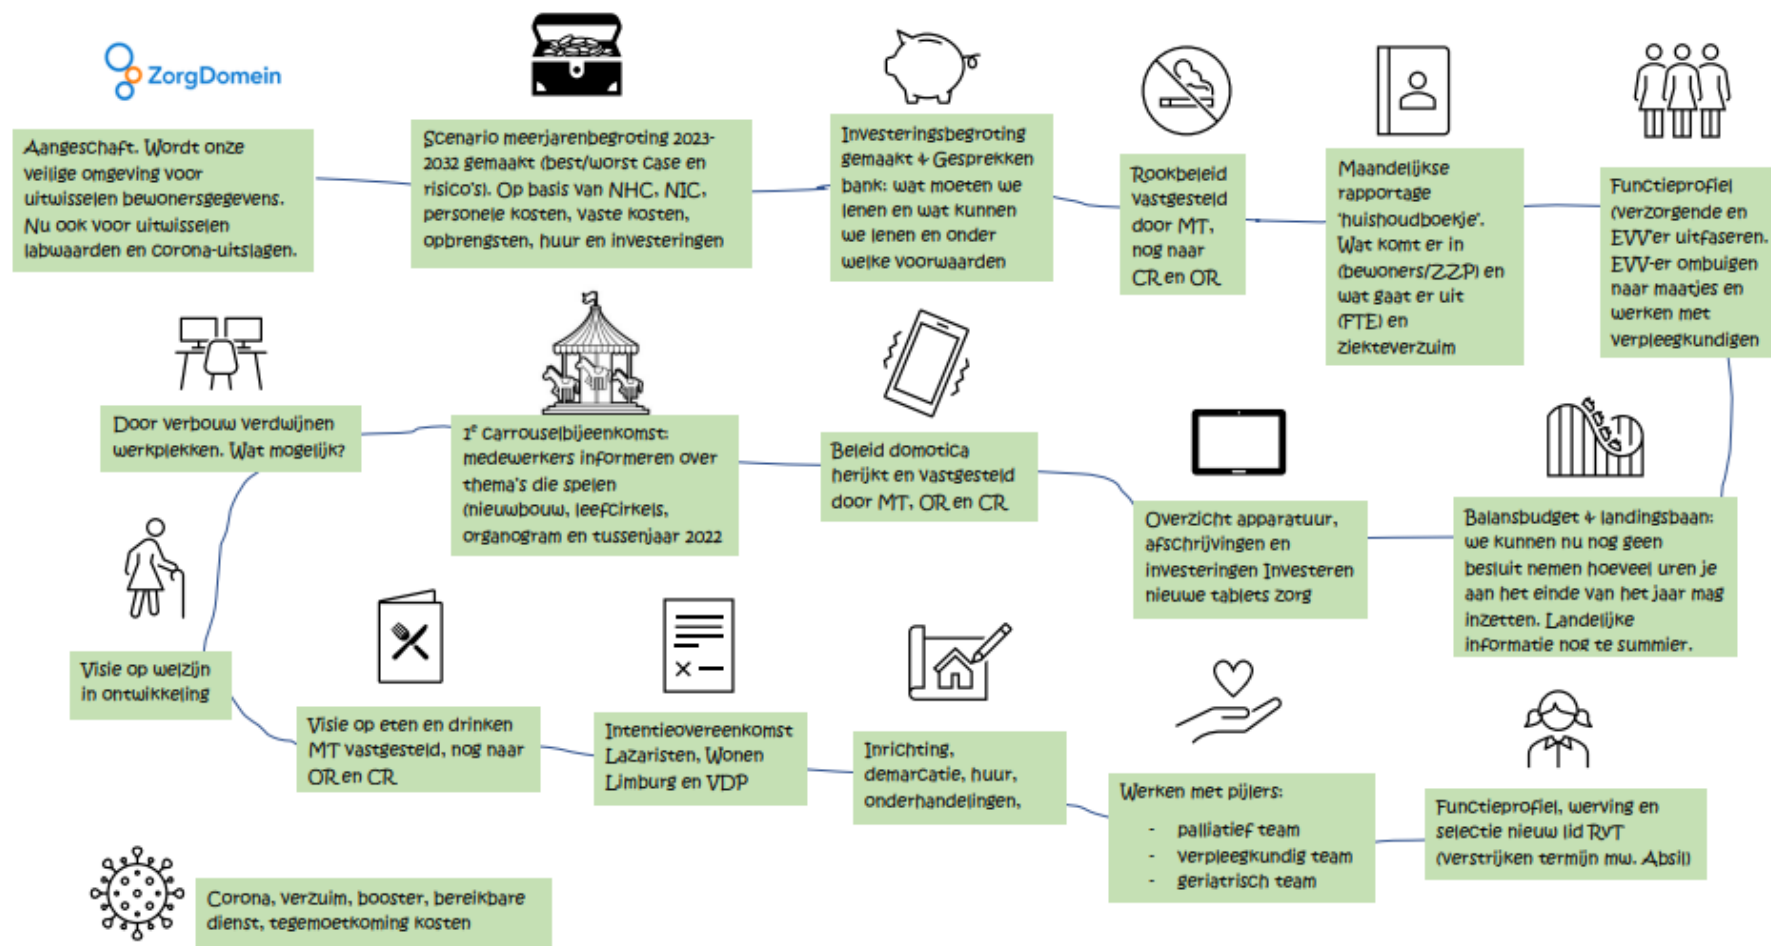 ZorgDomein
Aangeschaft. Wordt onze
veilige omgeving voor
uitwisselen bewonersgegevens.
Nu ook voor uitwisselen
labwaarden en corona-uitslagen.
Scenario meerjarenbegroting 2023-
2032 gemaakt (best/worst case en
risico's). Op basis van NHC, NIC,
personele kosten, vaste kosten,
opbrengsten, huur en investeringen
Investeringsbegroting
gemaakt & Gesprekken
bank: wat moeten we
lenen en wat kunnen
we lenen en onder
welke voorwaarden
Rookbeleid
vastgesteld
door MT,
nog naar
CR en OR
Maandelijkse
rapportage
'huishoudboekje'.
Wat komt er in
(bewoners/ZZP) en
wat gaat er uit
(FTE) en
ziekteverzuim
Functieprofiel
(verzorgende en
EVV'er uitfaseren.
EVV-er ombuigen
naar maatjes en
werken met
verpleegkundigen
Door verbouw verdwijnen
werkplekken. Wat mogelijk?
1e Carrouselbijeenkomst:
medewerkers informeren over
thema's die spelen
(nieuwbouw, leefcirkels,
organogram en tussenjaar 2022
Beleid domotica
herijkt en vastgesteld
door MT, OR en CR
Overzicht apparatuur,
afschrijvingen en
investeringen Investeren
nieuwe tablets zorg
Balansbudget & landingsbaan:
we kunnen nu nog geen
besluit nemen hoeveel uren je
aan het einde van het jaar mag
inzetten. Landelijke
informatie nog te summier.
Visie op welzijn
in ontwikkeling
Visie op eten en drinken
MT vastgesteld, nog naar
OR en CR
Intentieovereenkomst
Lazaristen, Wonen
Limburg en VDP
Inrichting,
demarcatie, huur,
onderhandelingen,
Werken met pijlers:
- palliatief team
- verpleegkundig team
- geriatrisch team
Functieprofiel, werving en
selectie nieuw lid RvT
(verstrijken termijn mw. Absil)
Corona, verzuim, booster, bereikbare
dienst, tegemoetkoming kosten